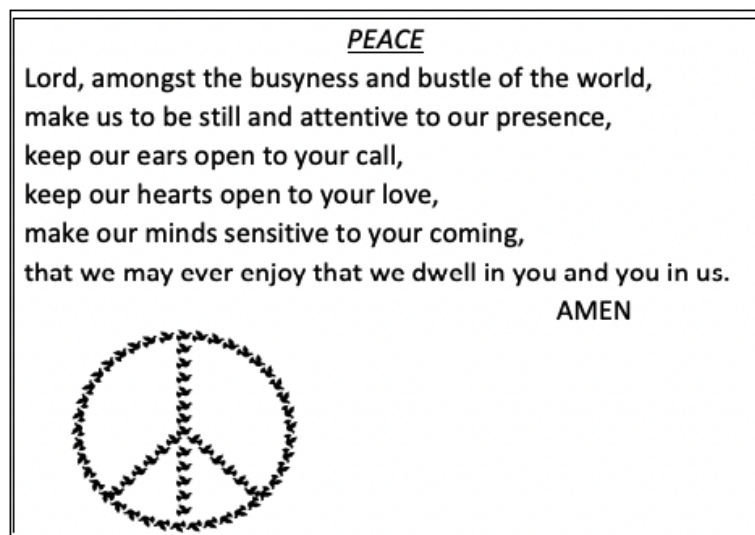 PEACE
Lord, amongst the busyness and bustle of the world,
make us to be still and attentive to our presence,
keep our ears open to your call,
keep our hearts open to your love,
make our minds sensitive to your coming,
that we may ever enjoy that we dwell in you and you in us.
AMEN